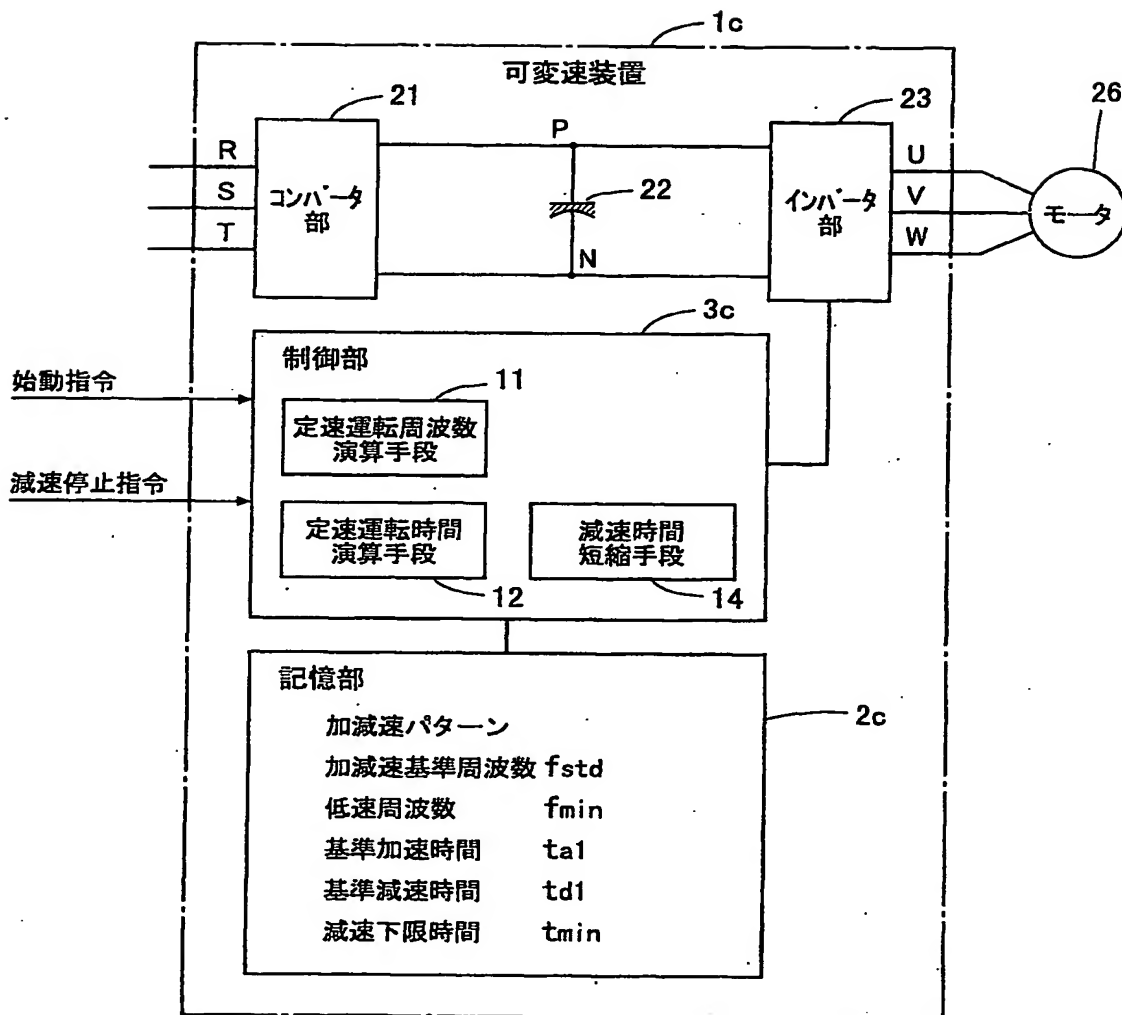 1c
可変速装置
21
23
26
P
R
S
T
コンバータ
部
22
N
インバータ
部
U
V
W
モータ
3c
制御部
始動指令
11
定速運転周波数
演算手段
減速停止指令
定速運転時間
演算手段
減速時間
短縮手段
12
14
記憶部
2c
加減速パターン
加減速基準周波数 fstd
低速周波数 fmin
基準加速時間 ta1
基準減速時間 td1
減速下限時間 tmin